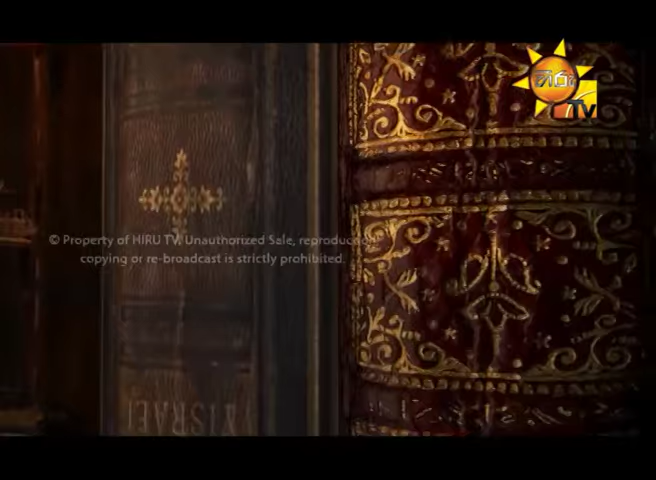 හිරු
TV
© Property of HIRU TV. Unauthorized Sale, reproduction
copying or re-broadcast is strictly prohibited.